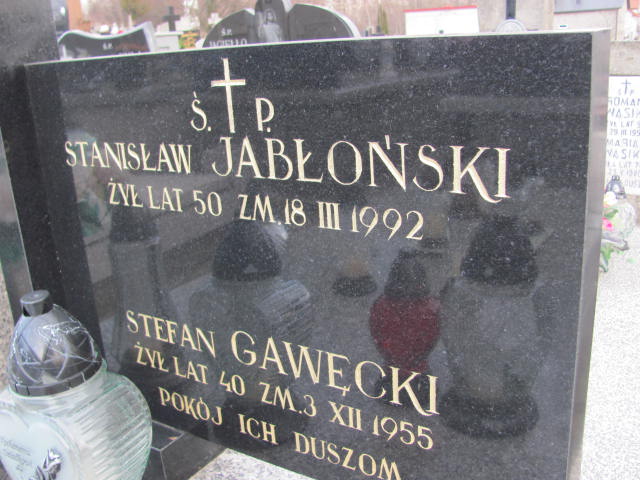 Ś. P.
STANISŁAW JABŁOŃSKI
ŻYŁ LAT 50 ZM. 18 III 1992
STEFAN GAWĘCKI
ŻYŁ LAT 40 ZM. 3 XII 1955
POKÓJ ICH DUSZOM